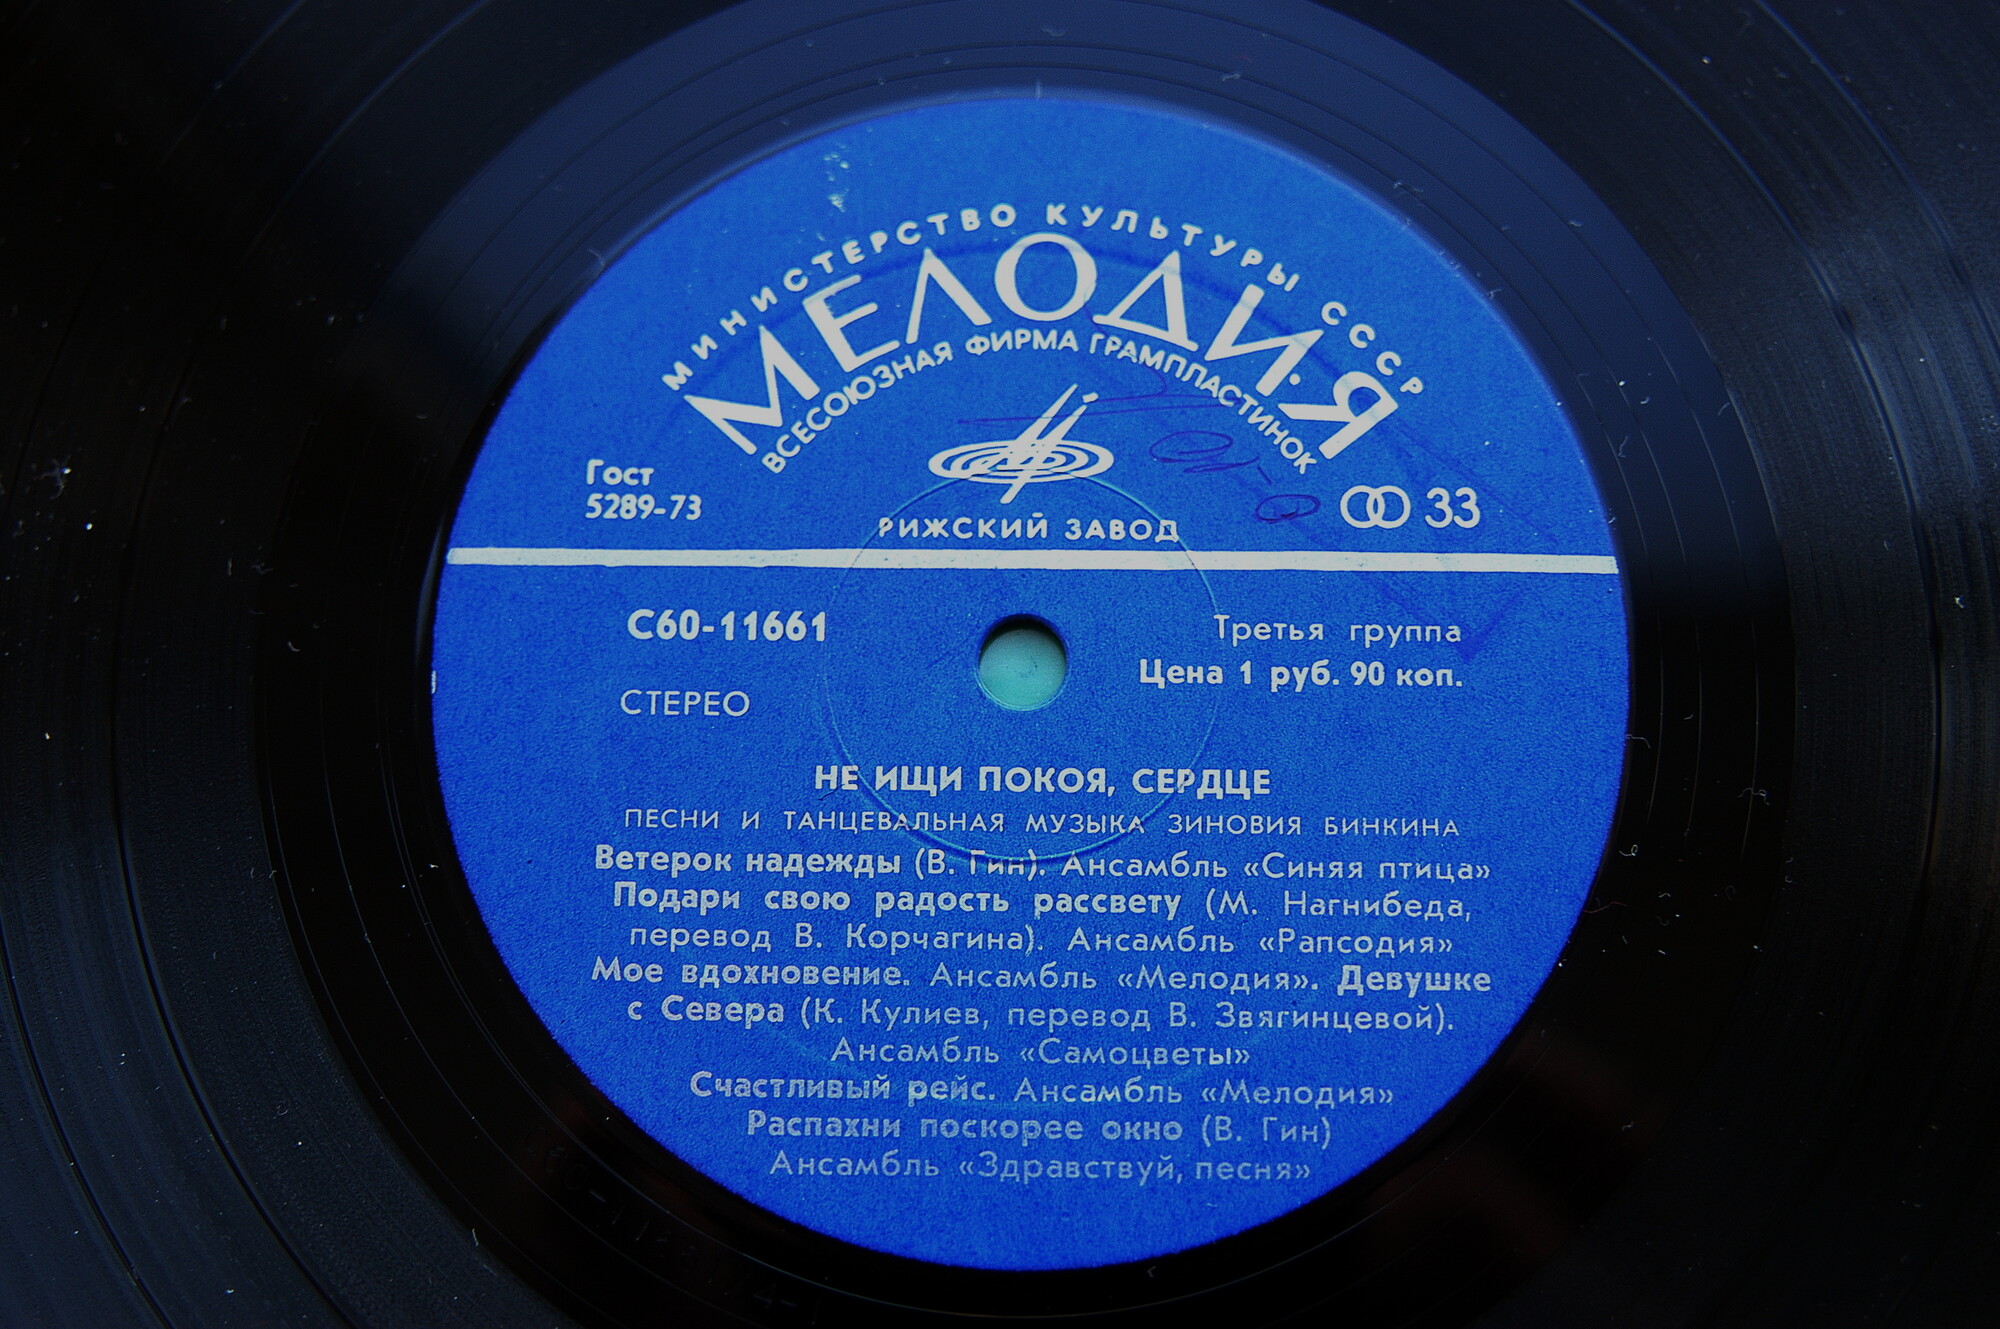 МИНИСТЕРСТВО КУЛЬТУРЫ СССР
МЕЛОДИЯ
ВСЕСОЮЗНАЯ ФИРМА ГРАМПЛАСТИНОК
Гост
5289-73
33
РИЖСКИЙ ЗАВОД
С60-11661
Третья группа
Цена 1 руб. 90 коп.
СТЕРЕО
НЕ ИЩИ ПОКОЯ, СЕРДЦЕ
ПЕСНИ И ТАНЦЕВАЛЬНАЯ МУЗЫКА ЗИНОВИЯ БИНКИНА
Ветерок надежды (В. Гин). Ансамбль «Синяя птица»
Подари свою радость рассвету (М. Нагнибеда,
перевод В. Корчагина). Ансамбль «Рапсодия»
Мое вдохновение. Ансамбль «Мелодия». Девушке
с Севера (К. Кулиев, перевод В. Звягинцевой).
Ансамбль «Самоцветы»
Счастливый рейс. Ансамбль «Мелодия»
Распахни поскорее окно (В. Гин)
Ансамбль «Здравствуй, песня»